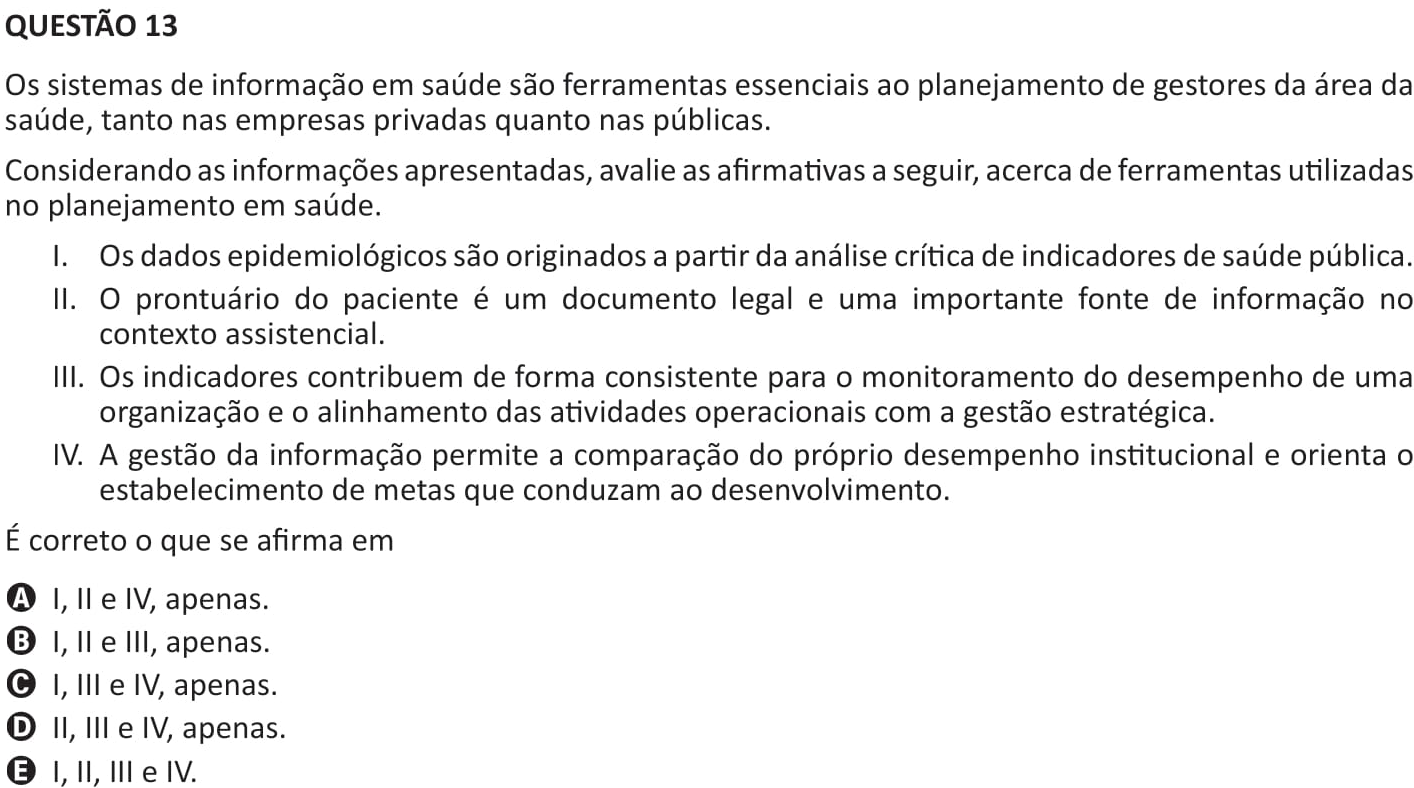 QUESTÃO 13
Os sistemas de informação em saúde são ferramentas essenciais ao planejamento de gestores da área da
saúde, tanto nas empresas privadas quanto nas públicas.
Considerando as informações apresentadas, avalie as afirmativas a seguir, acerca de ferramentas utilizadas
no planejamento em saúde.
I. Os dados epidemiológicos são originados a partir da análise crítica de indicadores de saúde pública.
II. O prontuário do paciente é um documento legal e uma importante fonte de informação no
contexto assistencial.
III. Os indicadores contribuem de forma consistente para o monitoramento do desempenho de uma
organização e o alinhamento das atividades operacionais com a gestão estratégica.
IV. A gestão da informação permite a comparação do próprio desempenho institucional e orienta o
estabelecimento de metas que conduzam ao desenvolvimento.
É correto o que se afirma em
A I, II e IV, apenas.
B I, II e III, apenas.
C I, III e IV, apenas.
D II, III e IV, apenas.
E I, II, III e IV.